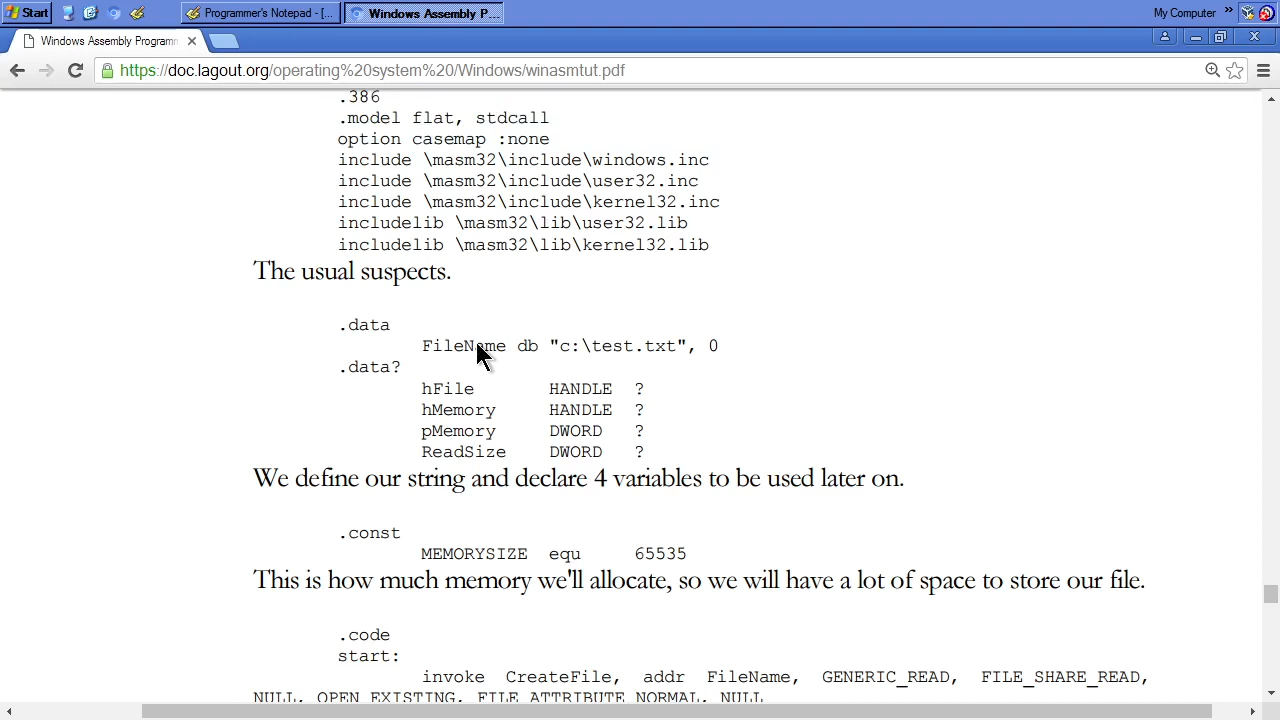 Start
Programmer's Notepad - [...
Windows Assembly P...
My Computer
»
Windows Assembly Program
https://doc.lagout.org/operating%20system%20/Windows/winasmtut.pdf
.386
.model flat, stdcall
option casemap :none
include \masm32\include\windows.inc
include \masm32\include\user32.inc
include \masm32\include\kernel32.inc
includelib \masm32\lib\user32.lib
includelib \masm32\lib\kernel32.lib
The usual suspects.
.data
FileName db "c:\test.txt", 0
.data?
hFile HANDLE ?
hMemory HANDLE ?
pMemory DWORD ?
ReadSize DWORD ?
We define our string and declare 4 variables to be used later on.
.const
MEMORYSIZE equ 65535
This is how much memory we'll allocate, so we will have a lot of space to store our file.
.code
start:
invoke CreateFile, addr FileName, GENERIC_READ, FILE_SHARE_READ,
NULL, OPEN_EXISTING, FILE_ATTRIBUTE_NORMAL, NULL